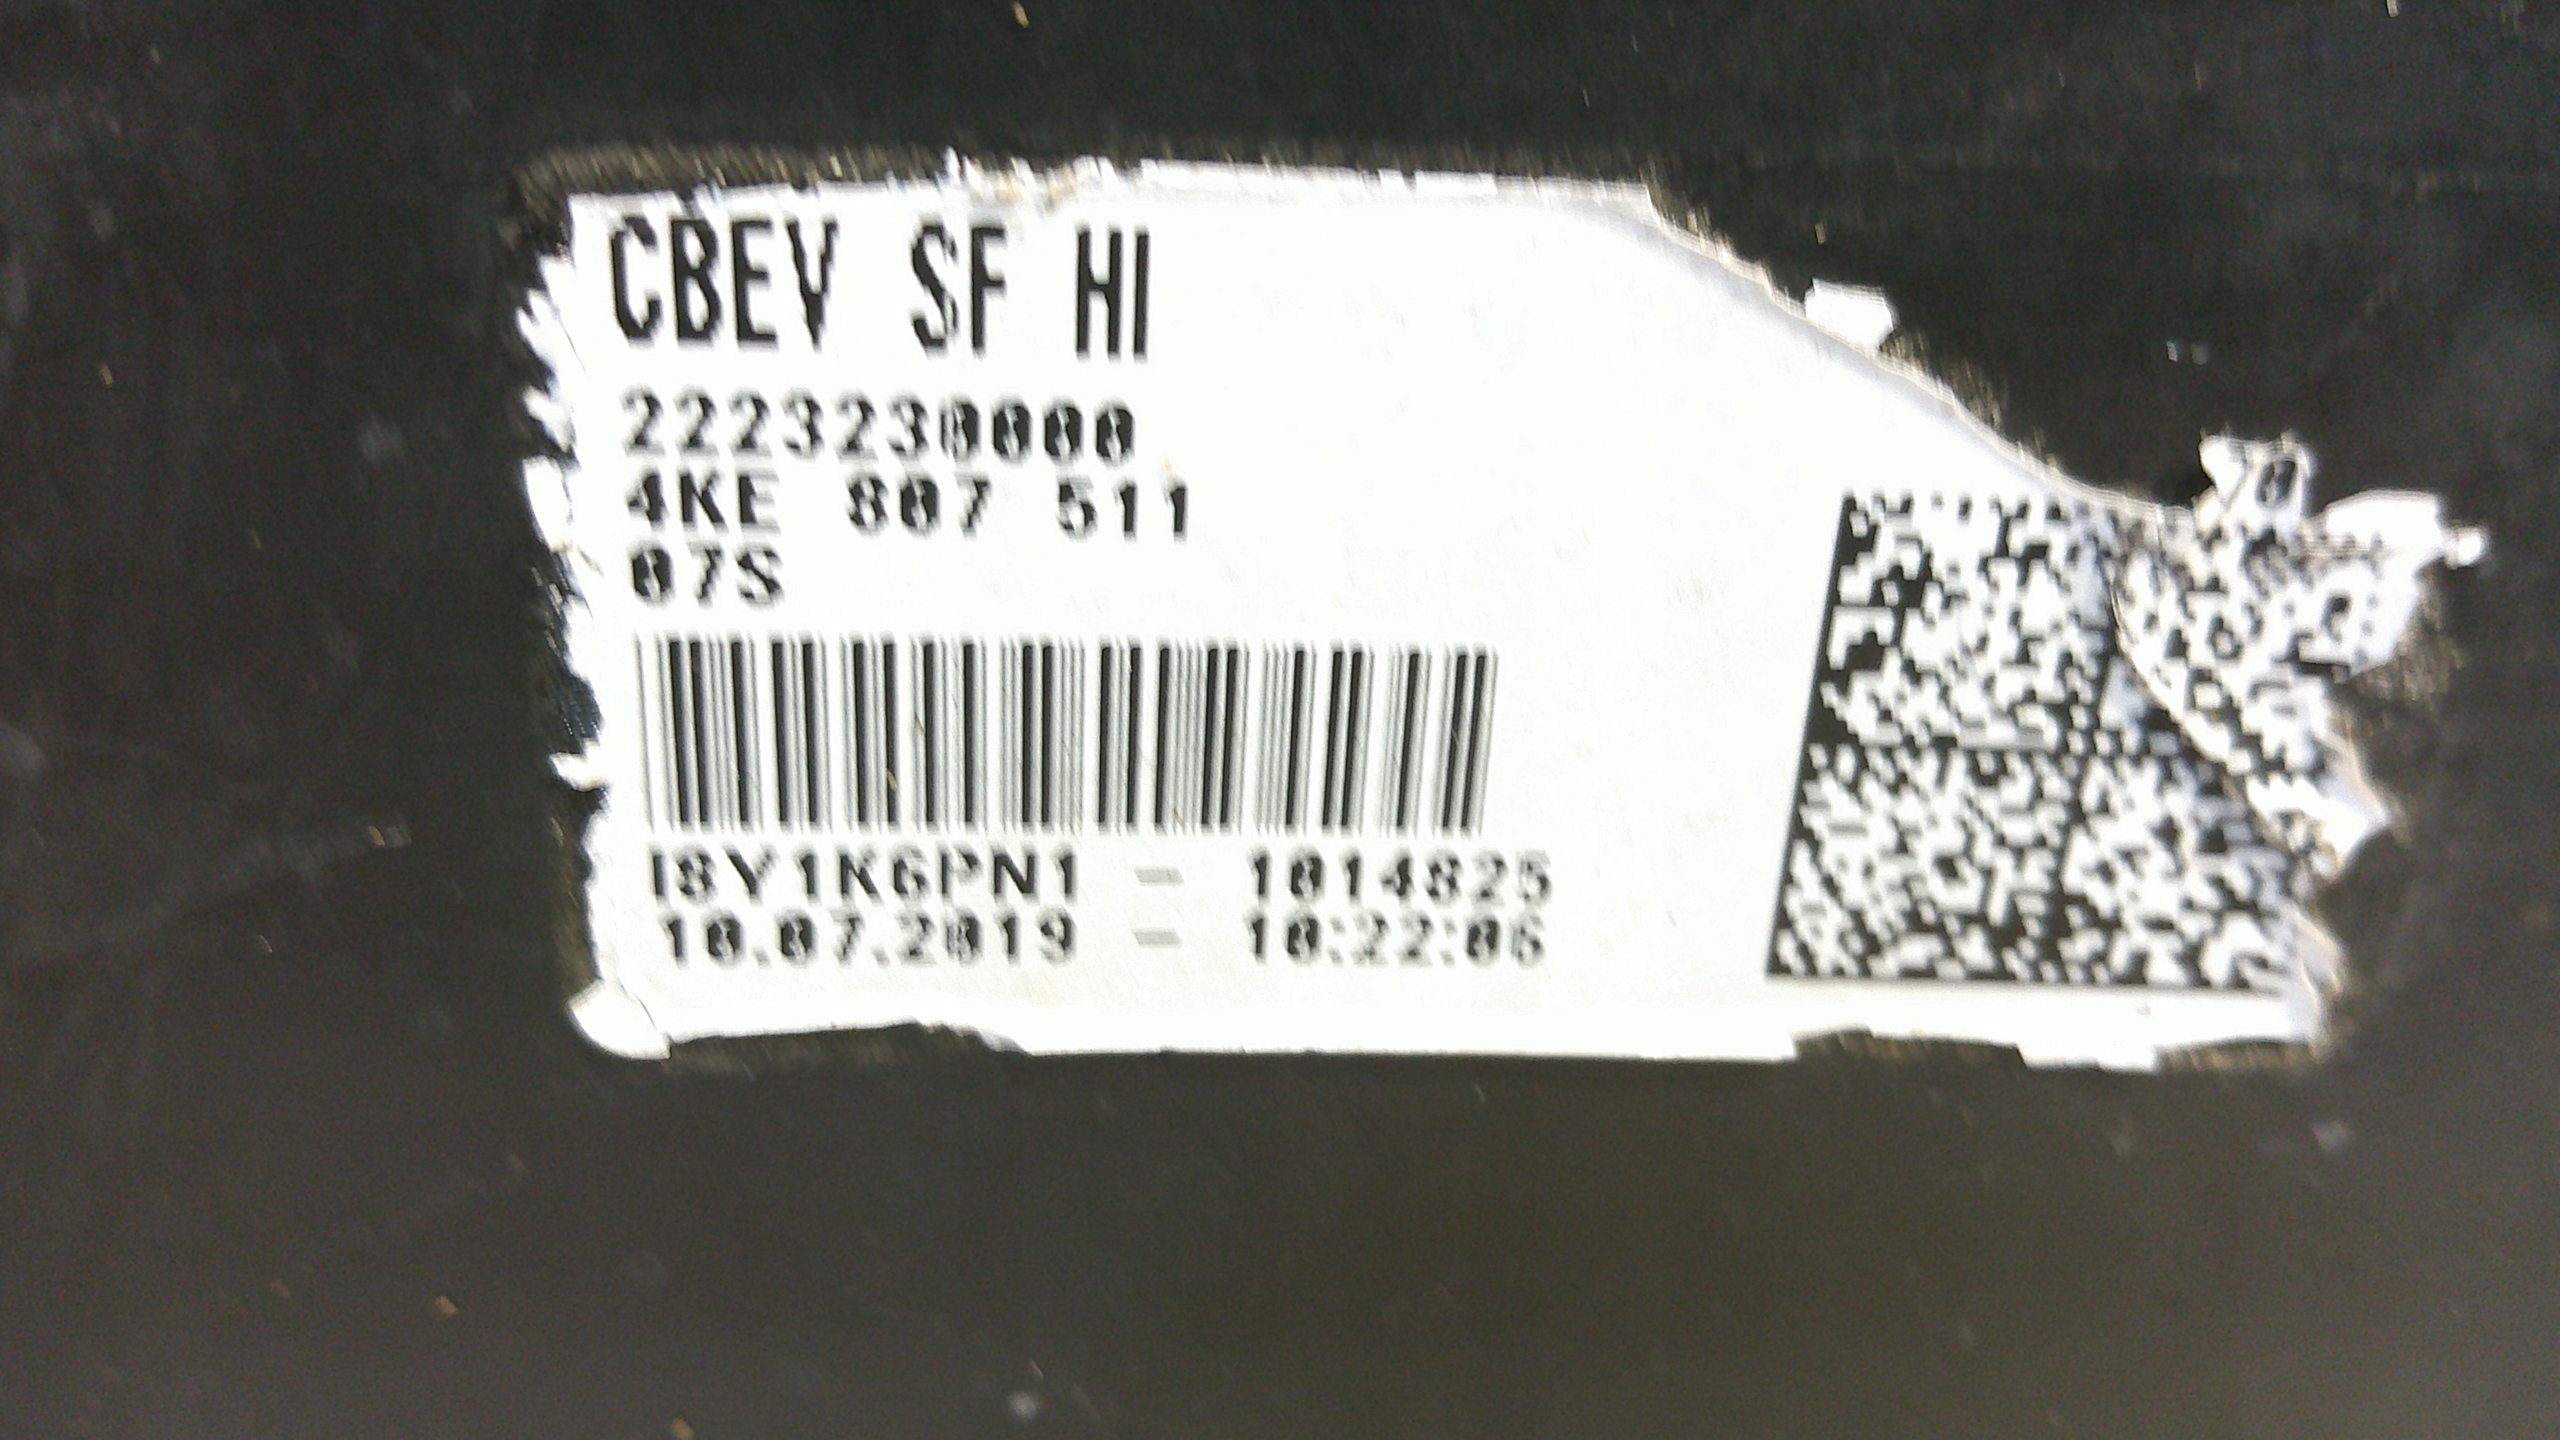 CBEV SF HI
2223230000
4KE 807 511
07S
I8Y1K6PN1 - 1014825
10.07.2019 - 10:22:06